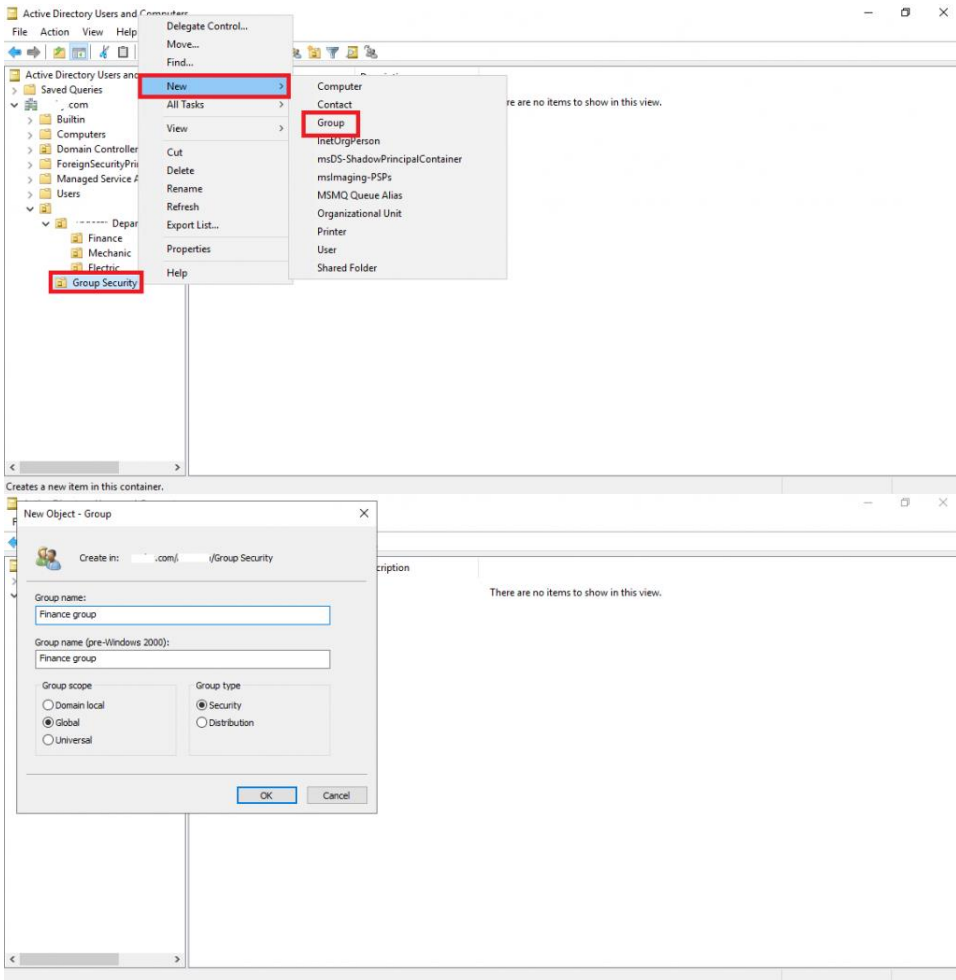 Active Directory Users and Computers
File Action View Help
Active Directory Users and
Saved Queries
.com
Builtin
Computers
Domain Controller
ForeignSecurityPri
Managed Service A
Users
Depar
Finance
Mechanic
Electric
Group Security
Delegate Control...
Move...
Find...
New
All Tasks
View
Cut
Delete
Rename
Refresh
Export List...
Properties
Help
Computer
Contact
Group
InetOrgPerson
msDS-ShadowPrincipalContainer
msImaging-PSPs
MSMQ Queue Alias
Organizational Unit
Printer
User
Shared Folder
re are no items to show in this view.
Creates a new item in this container.
New Object - Group
Create in: .com/ /Group Security
Group name:
Finance group
Group name (pre-Windows 2000):
Finance group
Group scope
Domain local
Global
Universal
Group type
Security
Distribution
OK Cancel
cription
There are no items to show in this view.